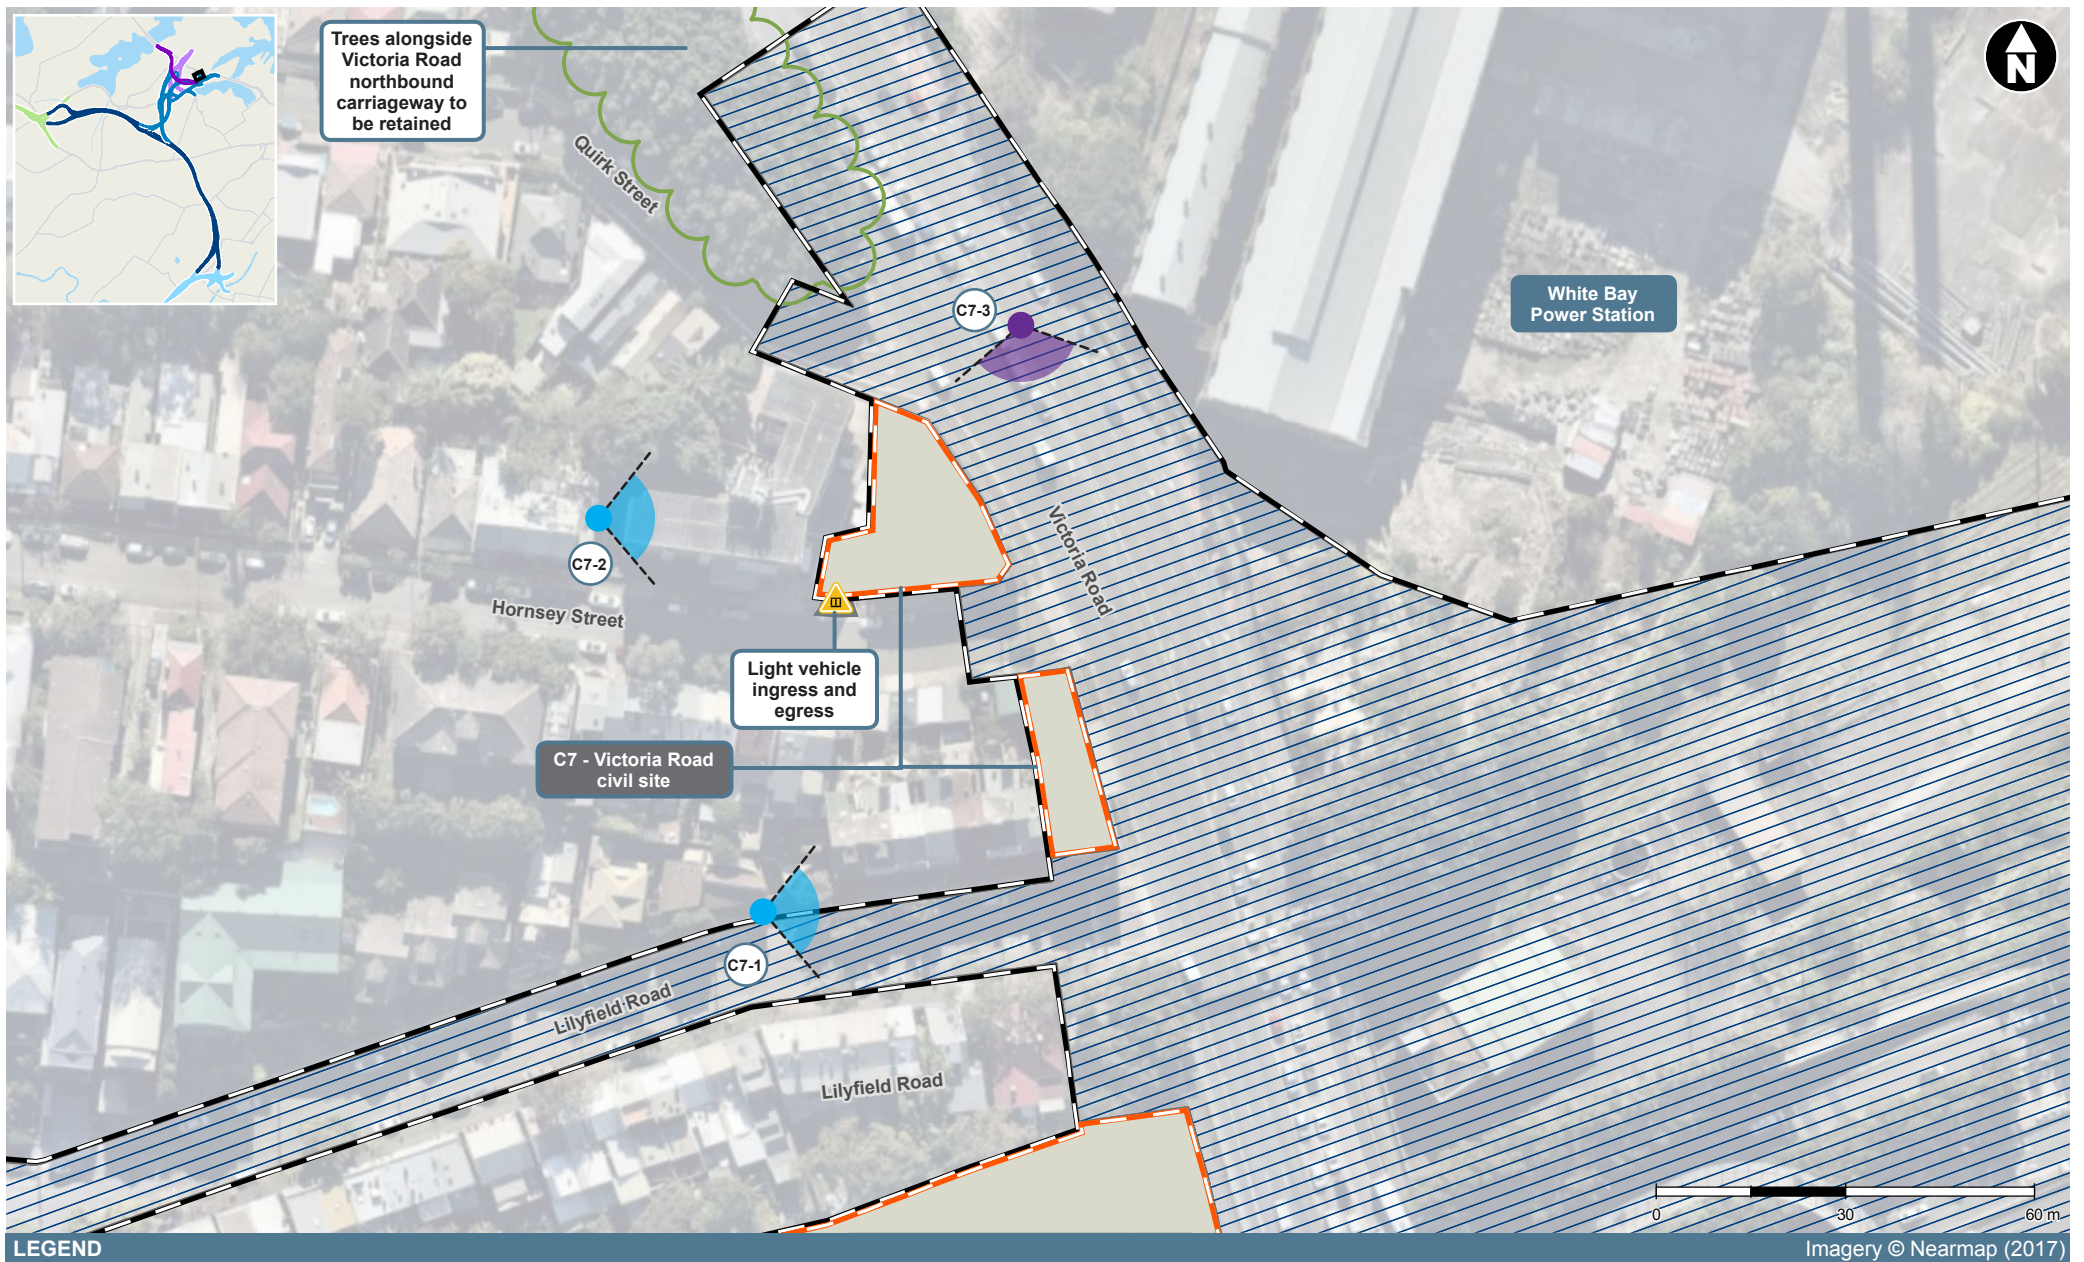 Trees alongside
Victoria Road
northbound
carriageway to
be retained
N
Quirk Street
C7-3
White Bay
Power Station
C7-2
Victoria Road
Hornsey Street
Light vehicle
ingress and
egress
C7 - Victoria Road
civil site
C7-1
Lilyfield Road
Lilyfield Road
0
30
60 m
LEGEND
Imagery © Nearmap (2017)